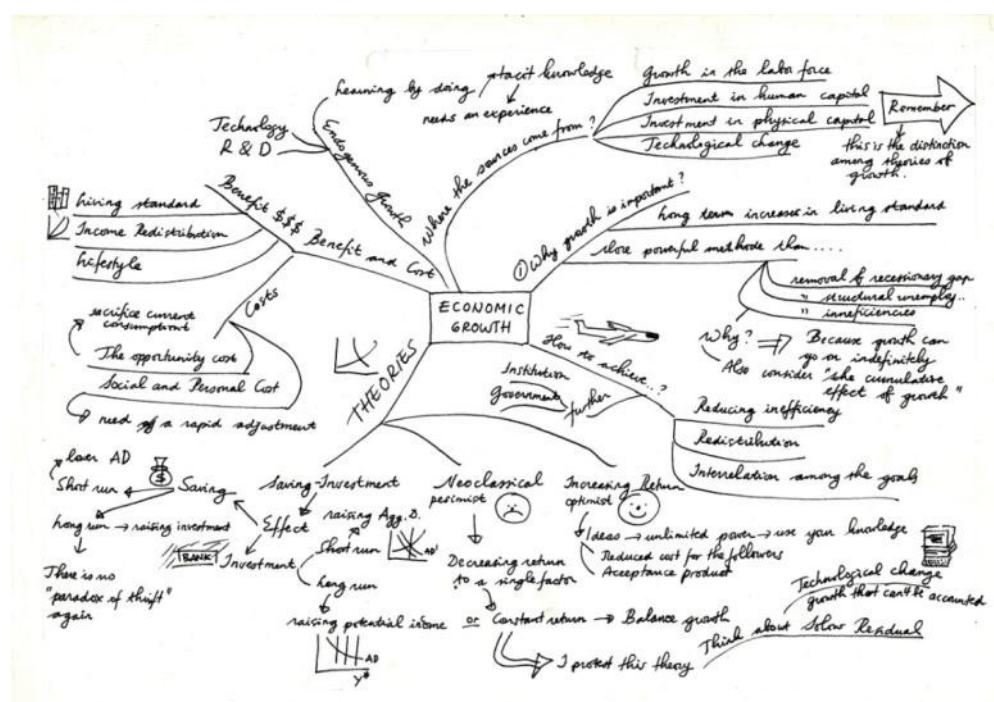 ECONOMIC
GROWTH
Where the sources come from?
Growth in the labor force
Investment in human capital
Investment in physical capital
Technological change
Remember
this is the distinction
among theories of
growth.
① Why growth is important?
Long term increases in living standard
More powerful methode than.....
removal of recessionary gap
" structural unemploy..
" inneficiencies
Why?
Because growth can
go on indefinitely
Also consider "the cumulative
effect of growth"
How to achieve..?
Institution
Government
further
Reducing inefficiency
Redistribution
Interrelation among the goals
THEORIES
Saving-Investment
Effect
Saving
Short run
lower AD
Long run → raising investment
There is no
"paradox of thrift"
again
BANK
Investment
Short run
raising Agg. D.
AD'
Long run
raising potential income
AD
Y*
Neoclassical
pesimist
Decreasing return
to a single factor
or Constant return → Balance growth
I protest this theory
Increasing Return
optimist
Ideas → unlimited power → use your knowledge
Reduced cost for the followers
Acceptance product
Think about Solow Residual
Technological change
growth that can't be accounted
Benefit and Cost
Benefit $$$
Living standard
Income Redistribution
Lifestyle
Costs
The opportunity cost
sacrifice current
Social and Personal Cost
need of a rapid adjustment
Endogenous Growth
Technology
R & D
Learning by doing
tacit knowledge
needs an experience